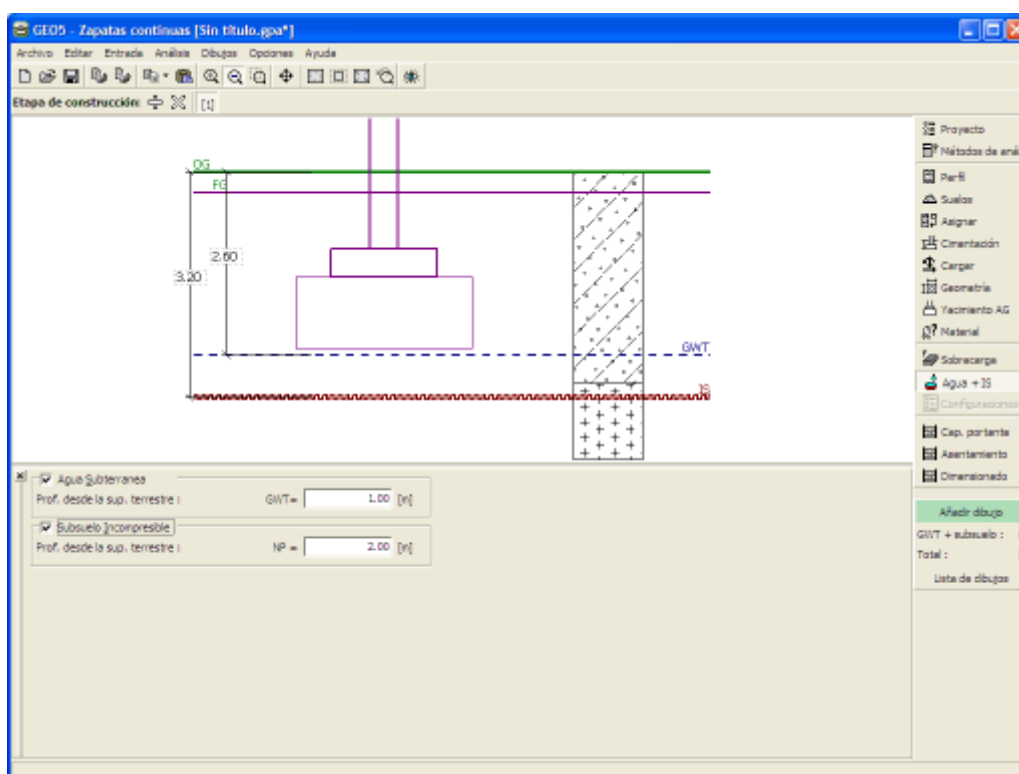 GEO5 - Zapatas continuas [Sin título.gpa*]
Archivo Editar Entrada Análisis Dibujos Opciones Ayuda
Etapa de construcción: [1]
Proyecto
Métodos de aná
Perfil
Suelos
Asignar
Cimentación
Cargar
Geometría
Yacimiento AG
Material
Sobrecarga
Agua + IS
Configuraciones
Cap. portante
Asentamiento
Dimensionado
Añadir dibujo
GWT + subsuelo :
Total :
Lista de dibujos
OG
FG
2.60
3.20
GWT
IS
Agua Subterranea
Prof. desde la sup. terrestre : GWT= 1.00 [m]
Subsuelo Incompresible
Prof. desde la sup. terrestre : NP = 2.00 [m]